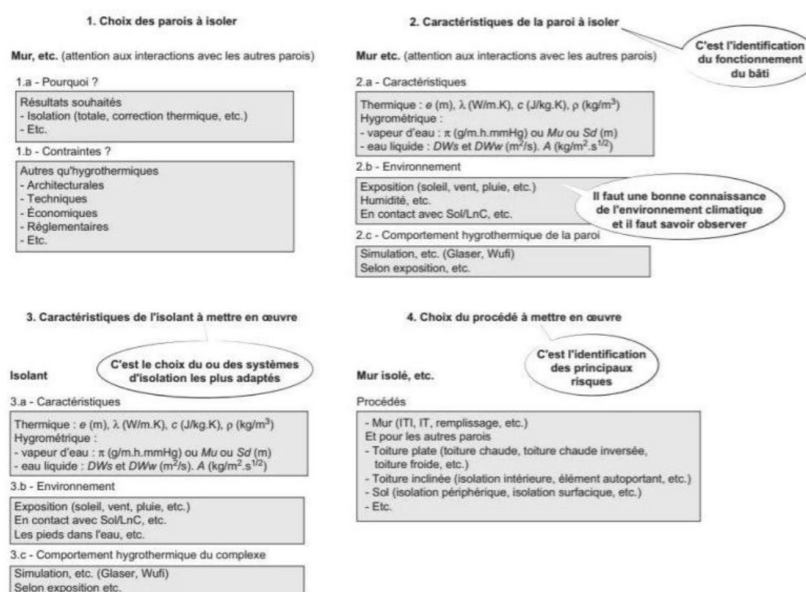 1. Choix des parois à isoler
Mur, etc. (attention aux interactions avec les autres parois)
1.a - Pourquoi ?
Résultats souhaités
- Isolation (totale, correction thermique, etc.)
- Etc.
1.b - Contraintes ?
Autres qu'hygrothermiques
- Architecturales
- Techniques
- Économiques
- Règlementaires
- Etc.
2. Caractéristiques de la paroi à isoler
C'est l'identification
du fonctionnement
du bâti
Mur etc. (attention aux interactions avec les autres parois)
2.a - Caractéristiques
Thermique : e (m), λ (W/m.K), c (J/kg.K), ρ (kg/m³)
Hygrométrique :
- vapeur d'eau : π (g/m.h.mmHg) ou Mu ou Sd (m)
- eau liquide : DWs et DWw (m²/s). A (kg/m².s¹/²)
2.b - Environnement
Exposition (soleil, vent, pluie, etc.)
Humidité, etc.
En contact avec Sol/LnC, etc.
Il faut une bonne connaissance
de l'environnement climatique
et il faut savoir observer
2.c - Comportement hygrothermique de la paroi
Simulation, etc. (Glaser, Wufi)
Selon exposition, etc.
3. Caractéristiques de l'isolant à mettre en œuvre
C'est le choix du ou des systèmes
d'isolation les plus adaptés
Isolant
3.a - Caractéristiques
Thermique : e (m), λ (W/m.K), c (J/kg.K), ρ (kg/m³)
Hygrométrique :
- vapeur d'eau : π (g/m.h.mmHg) ou Mu ou Sd (m)
- eau liquide : DWs et DWw (m²/s). A (kg/m².s¹/²)
3.b - Environnement
Exposition (soleil, vent, pluie, etc.)
En contact avec Sol/LnC, etc.
Les pieds dans l'eau, etc.
3.c - Comportement hygrothermique du complexe
Simulation, etc. (Glaser, Wufi)
Selon exposition etc.
4. Choix du procédé à mettre en œuvre
C'est l'identification
des principaux
risques
Mur isolé, etc.
Procédés
- Mur (ITI, IT, remplissage, etc.)
Et pour les autres parois
- Toiture plate (toiture chaude, toiture chaude inversée,
toiture froide, etc.)
- Toiture inclinée (isolation intérieure, élément autoportant, etc.)
- Sol (isolation périphérique, isolation surfacique, etc.)
- Etc.